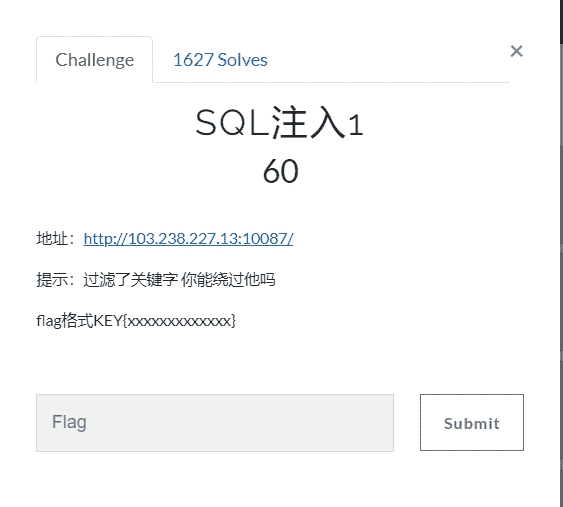 Challenge
1627 Solves
×
SQL注入1
60
地址：http://103.238.227.13:10087/
提示：过滤了关键字 你能绕过他吗
flag格式KEY{xxxxxxxxxxxxx}
Flag
Submit